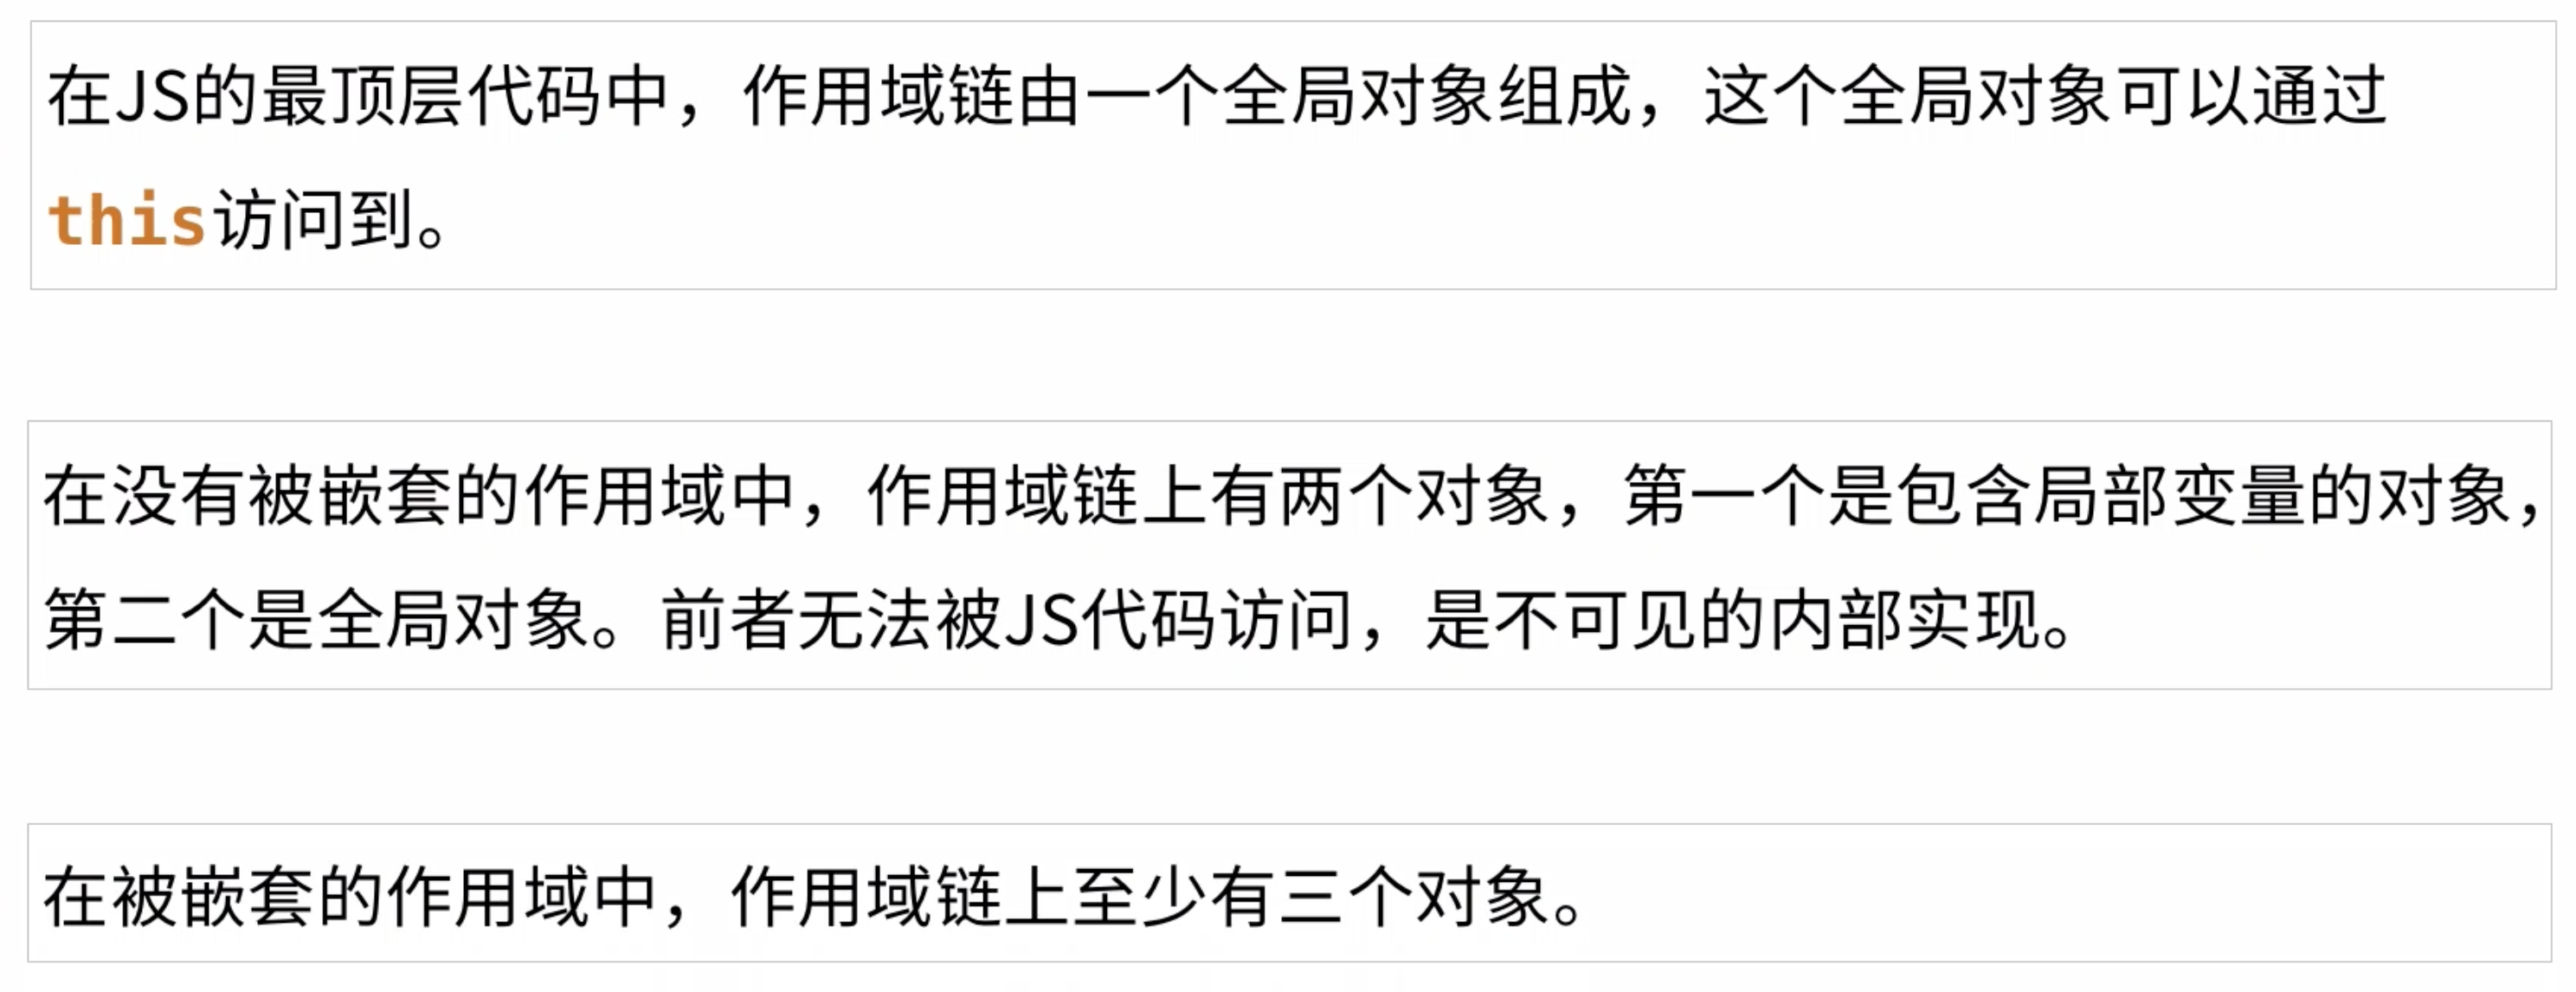 在JS的最顶层代码中，作用域链由一个全局对象组成，这个全局对象可以通过
this访问到。
在没有被嵌套的作用域中，作用域链上有两个对象，第一个是包含局部变量的对象，
第二个是全局对象。前者无法被JS代码访问，是不可见的内部实现。
在被嵌套的作用域中，作用域链上至少有三个对象。